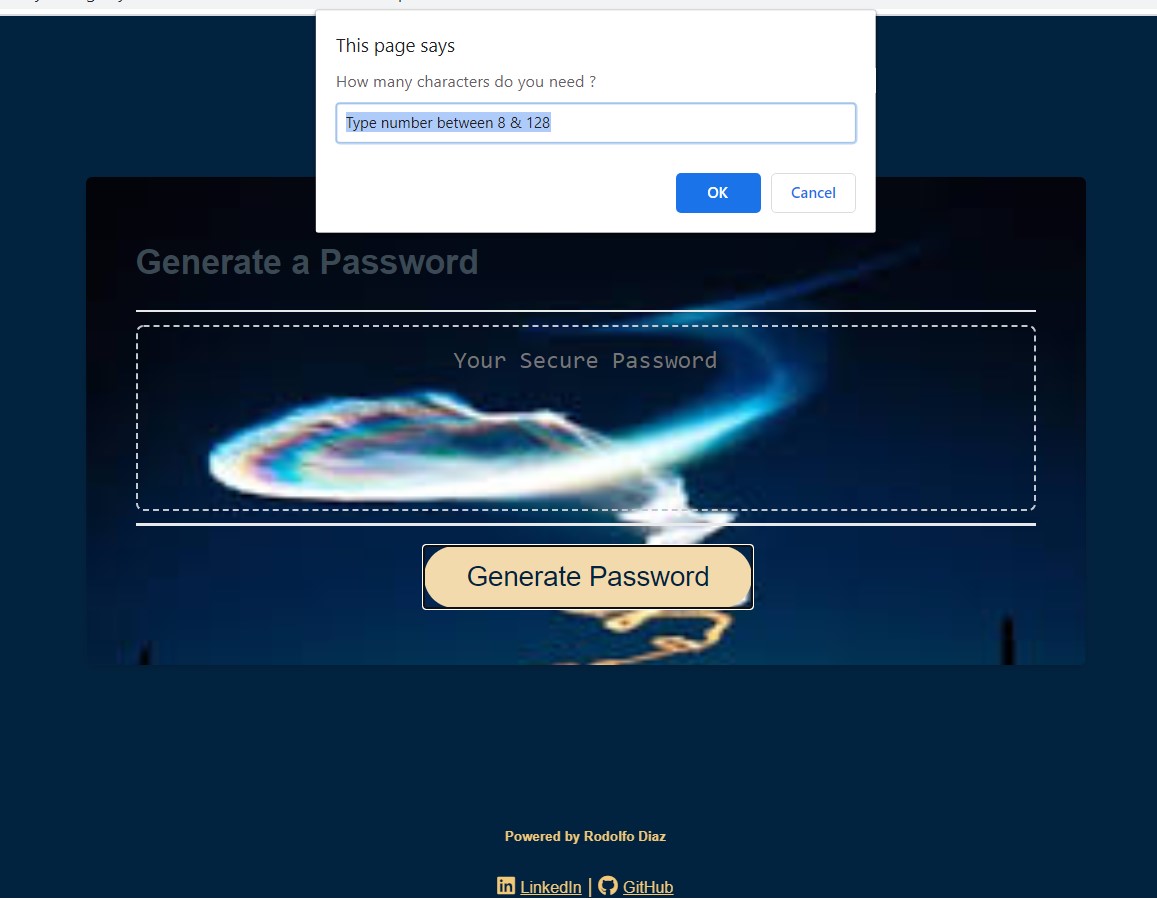 This page says
How many characters do you need ?
Type number between 8 & 128
OK Cancel
Generate a Password
Your Secure Password
Generate Password
Powered by Rodolfo Diaz
LinkedIn | GitHub